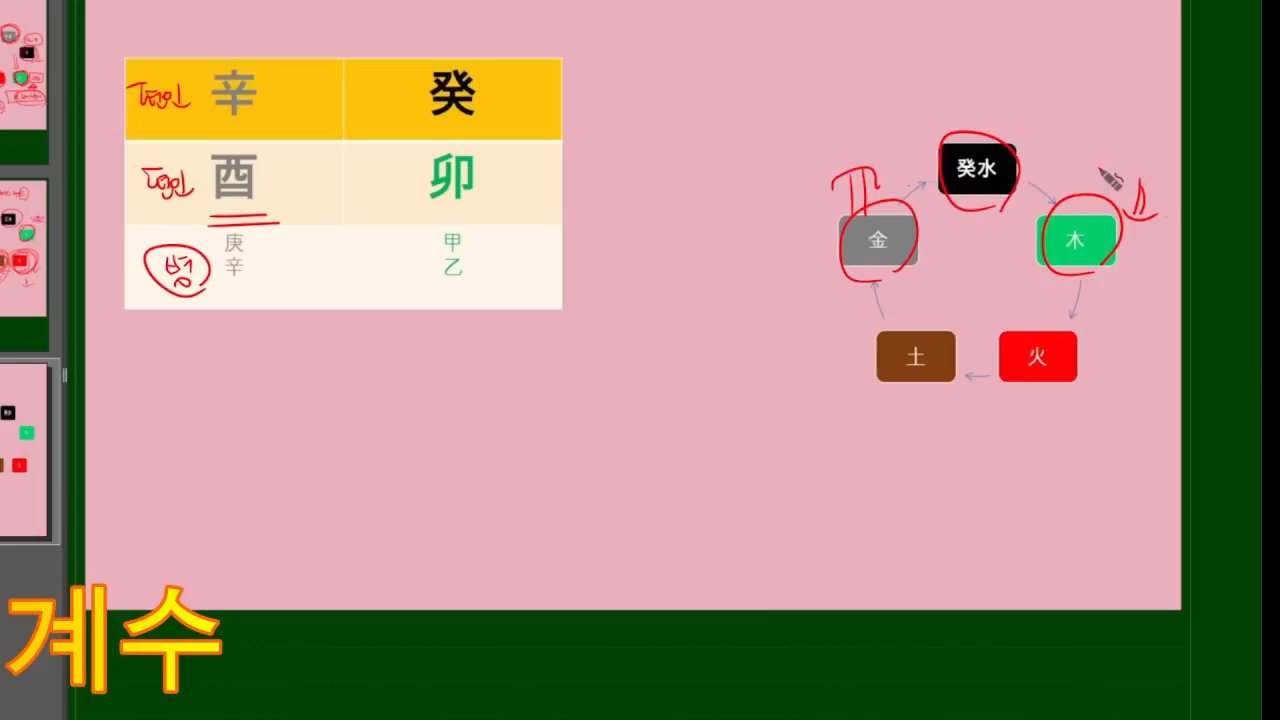 辛 癸
酉 卯
庚 甲
辛 乙
癸水
金 木
土 火
계수